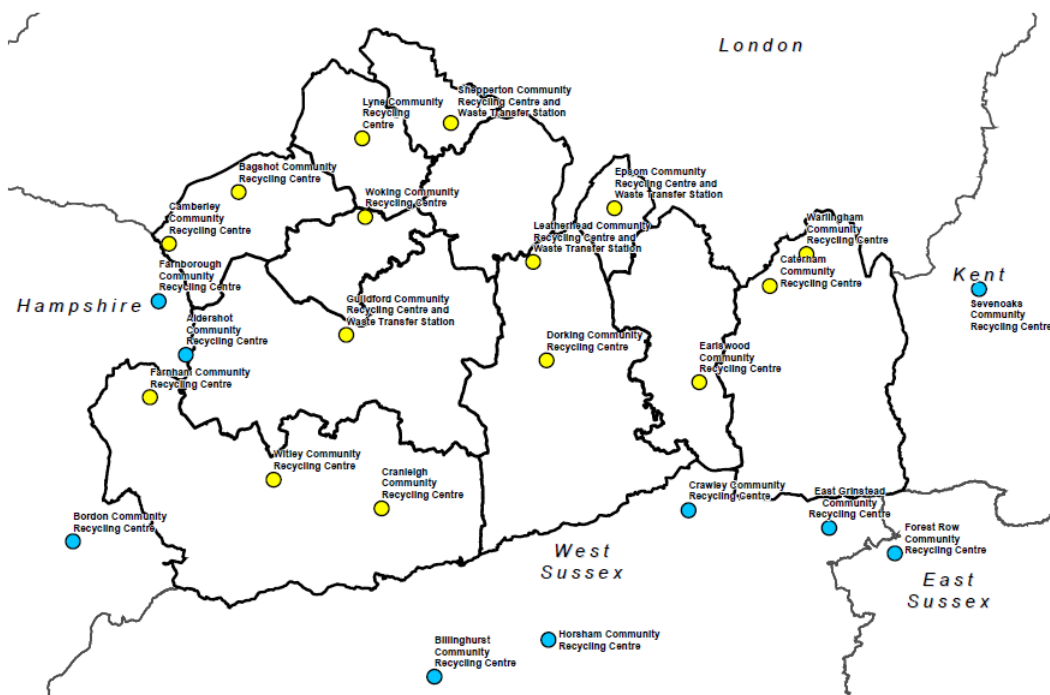 London
Shepperton Community
Recycling Centre and
Waste Transfer Station
Lyne Community
Recycling
Centre
Bagshot Community
Recycling Centre
Woking Community
Recycling Centre
Epsom Community
Recycling Centre and
Waste Transfer Station
Camberley
Community
Recycling Centre
Leatherhead Community
Recycling Centre and
Waste Transfer Station
Warlingham
Community
Recycling Centre
Farnborough
Community
Recycling Centre
Caterham
Community
Recycling Centre
Kent
Hampshire
Guildford Community
Recycling Centre and
Waste Transfer Station
Sevenoaks
Community
Recycling Centre
Aldershot
Community
Recycling Centre
Dorking Community
Recycling Centre
Earlswood
Community
Recycling Centre
Farnham Community
Recycling Centre
Witley Community
Recycling Centre
Cranleigh
Community
Recycling Centre
Crawley Community
Recycling Centre
East Grinstead
Community
Recycling Centre
Bordon Community
Recycling Centre
Forest Row
Community
Recycling Centre
West
Sussex
East
Sussex
Billinghurst
Community
Recycling Centre
Horsham Community
Recycling Centre